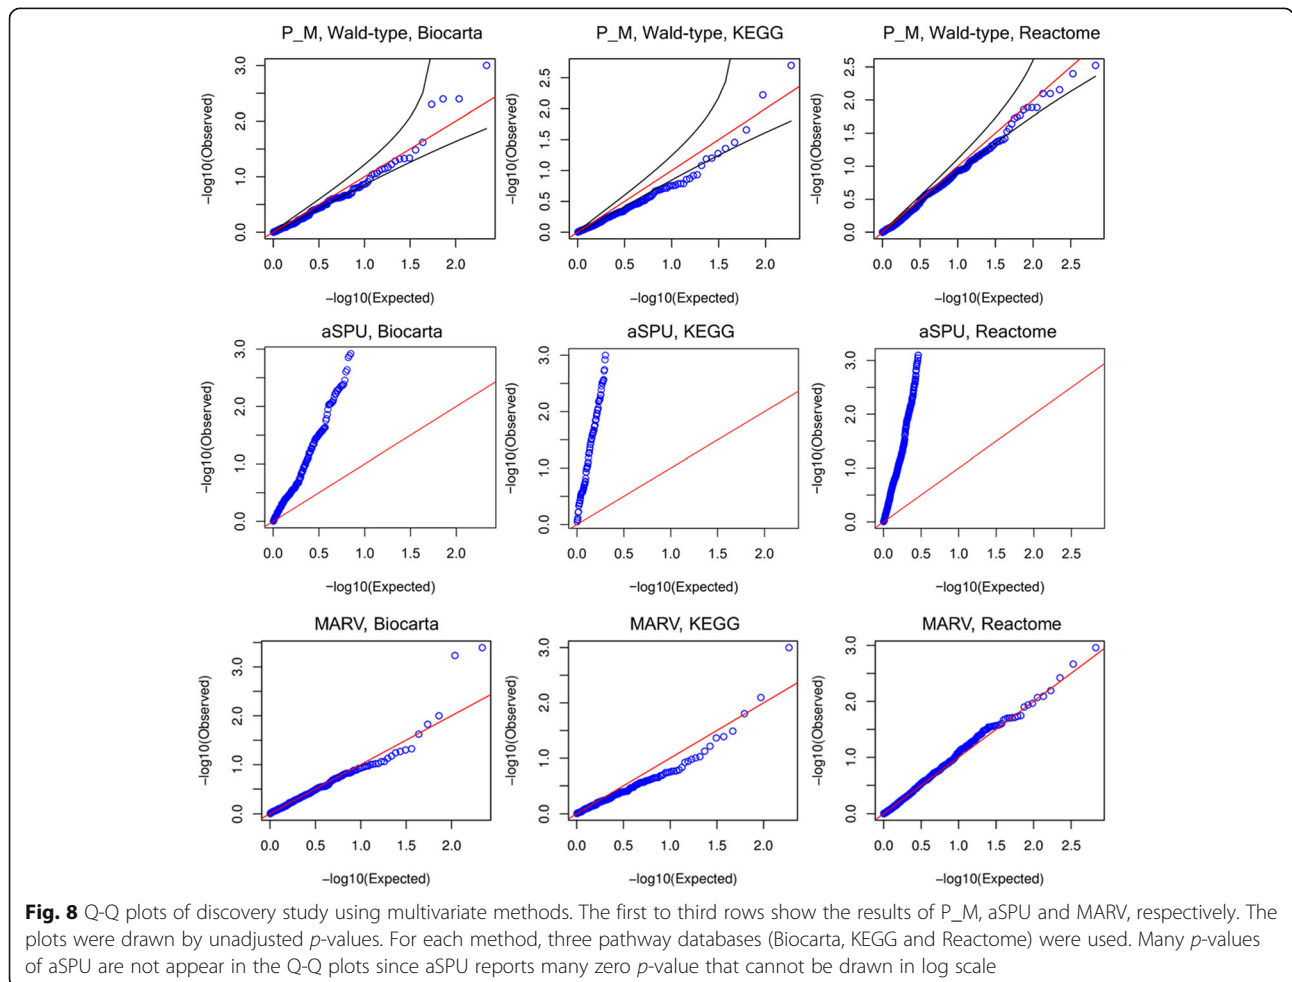 P_M, Wald-type, Biocarta
P_M, Wald-type, KEGG
P_M, Wald-type, Reactome
−log10(Observed)
0.0 1.0 2.0 3.0
0.0 0.5 1.0 1.5 2.0
−log10(Expected)
−log10(Observed)
0.0 0.5 1.0 1.5 2.0 2.5
0.0 0.5 1.0 1.5 2.0
−log10(Expected)
−log10(Observed)
0.0 0.5 1.0 1.5 2.0 2.5
0.0 0.5 1.0 1.5 2.0 2.5
−log10(Expected)
aSPU, Biocarta
aSPU, KEGG
aSPU, Reactome
−log10(Observed)
0.0 1.0 2.0 3.0
0.0 0.5 1.0 1.5 2.0
−log10(Expected)
−log10(Observed)
0.0 1.0 2.0 3.0
0.0 0.5 1.0 1.5 2.0
−log10(Expected)
−log10(Observed)
0.0 1.0 2.0 3.0
0.0 0.5 1.0 1.5 2.0 2.5
−log10(Expected)
MARV, Biocarta
MARV, KEGG
MARV, Reactome
−log10(Observed)
0.0 1.0 2.0 3.0
0.0 0.5 1.0 1.5 2.0
−log10(Expected)
−log10(Observed)
0.0 1.0 2.0 3.0
0.0 0.5 1.0 1.5 2.0
−log10(Expected)
−log10(Observed)
0.0 1.0 2.0 3.0
0.0 0.5 1.0 1.5 2.0 2.5
−log10(Expected)
Fig. 8 Q-Q plots of discovery study using multivariate methods. The first to third rows show the results of P_M, aSPU and MARV, respectively. The
plots were drawn by unadjusted p-values. For each method, three pathway databases (Biocarta, KEGG and Reactome) were used. Many p-values
of aSPU are not appear in the Q-Q plots since aSPU reports many zero p-value that cannot be drawn in log scale